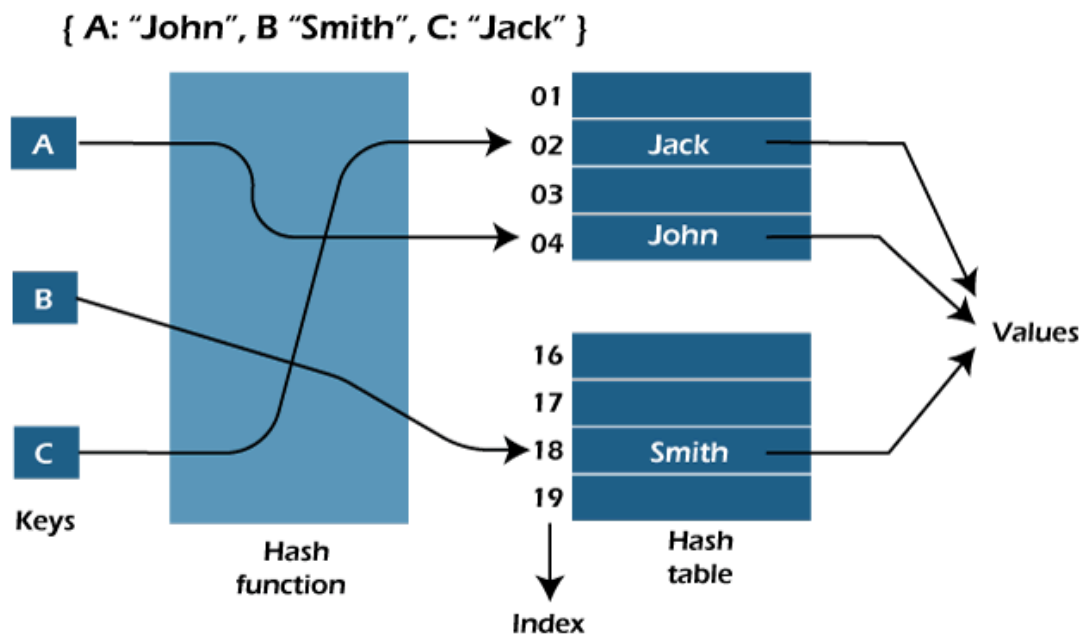 { A: “John”, B “Smith”, C: “Jack” }
A
B
C
Keys
Hash
function
01
02
03
04
16
17
18
19
Index
Jack
John
Smith
Hash
table
Values